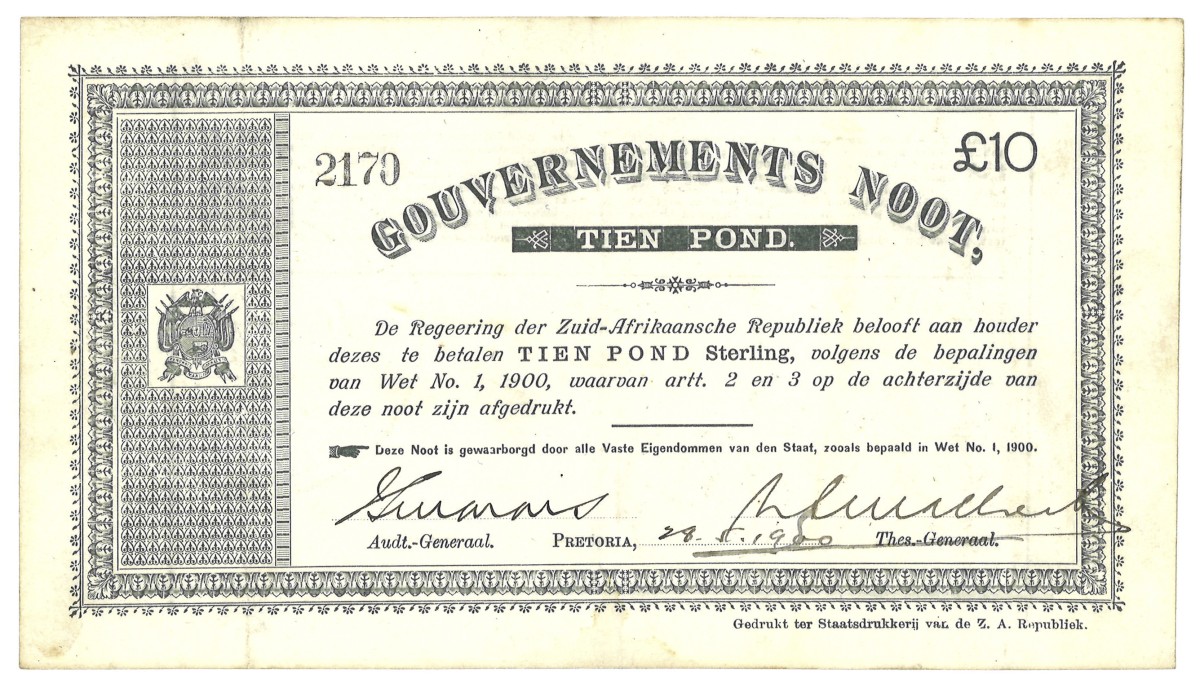 2170
£10
GOUVERNEMENTS NOOT,
TIEN POND.
De Regeering der Zuid-Afrikaansche Republiek belooft aan houder
dezes te betalen TIEN POND Sterling, volgens de bepalingen
van Wet No. 1, 1900, waarvan artt. 2 en 3 op de achterzijde van
deze noot zijn afgedrukt.
Deze Noot is gewaarborgd door alle Vaste Eigendommen van den Staat, zooals bepaald in Wet No. 1, 1900.
Audt.-Generaal. PRETORIA, 28. 5. 1900 Thes.-Generaal.
Gedrukt ter Staatsdrukkerij van de Z. A. Republiek.